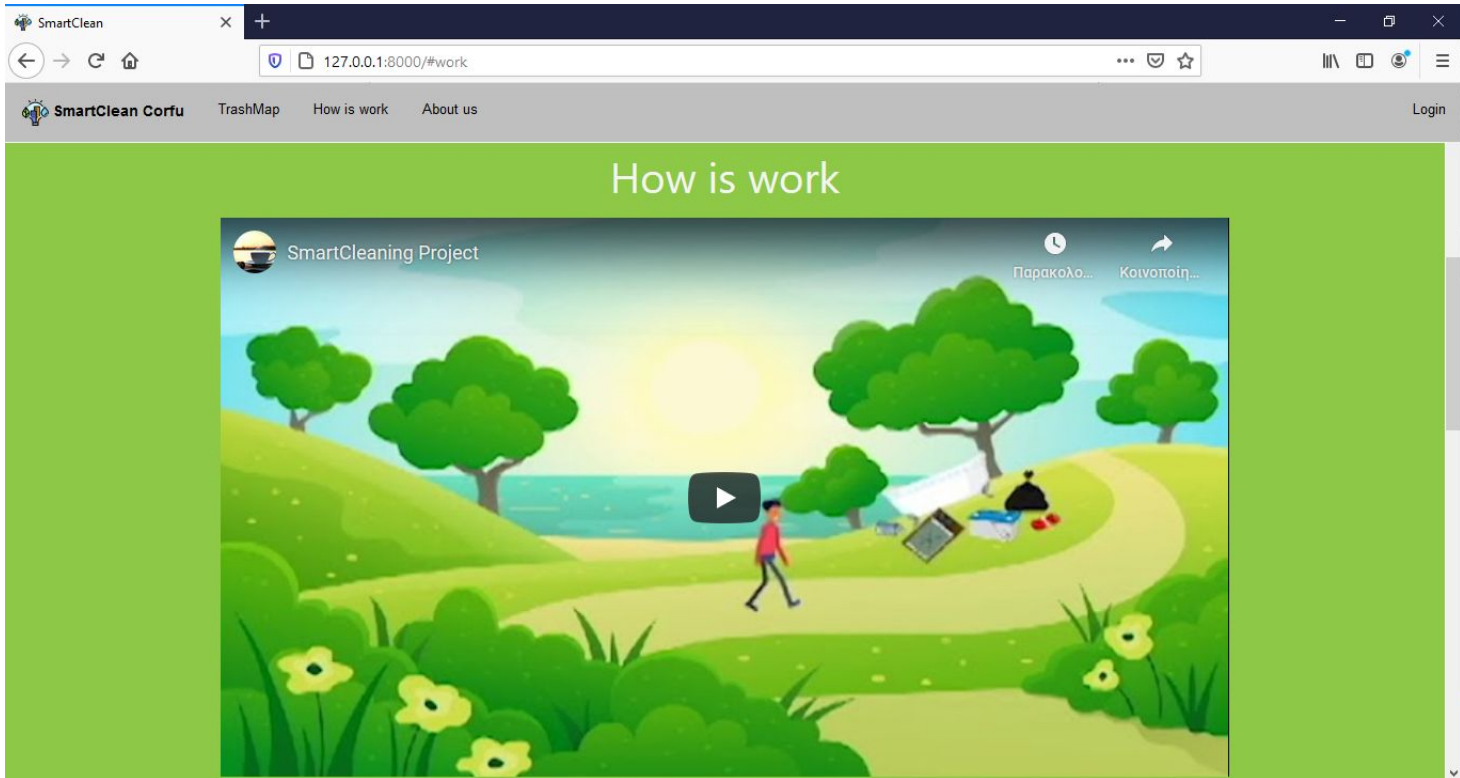 SmartClean
127.0.0.1:8000/#work
SmartClean Corfu TrashMap How is work About us Login
How is work
SmartCleaning Project
Παρακολο... Κοινοποίη...